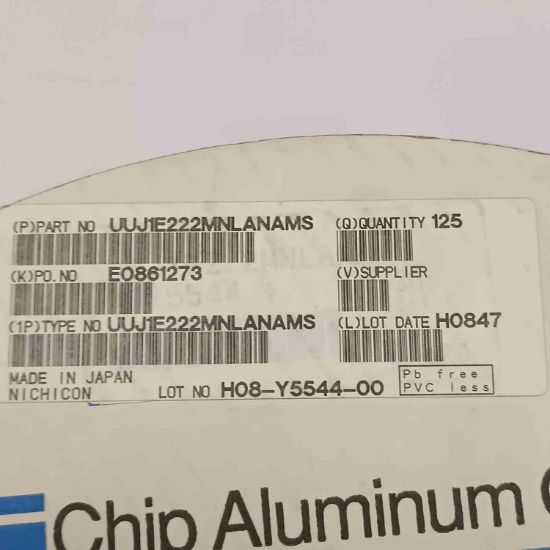 (P)PART NO UUJ1E222MNLANAMS (Q)QUANTITY 125
(K)PO.NO E0861273 (V)SUPPLIER
(1P)TYPE NO UUJ1E222MNLANAMS (L)LOT DATE H0847
MADE IN JAPAN
NICHICON LOT NO H08-Y5544-00
Pb free
PVC less
Chip Aluminum